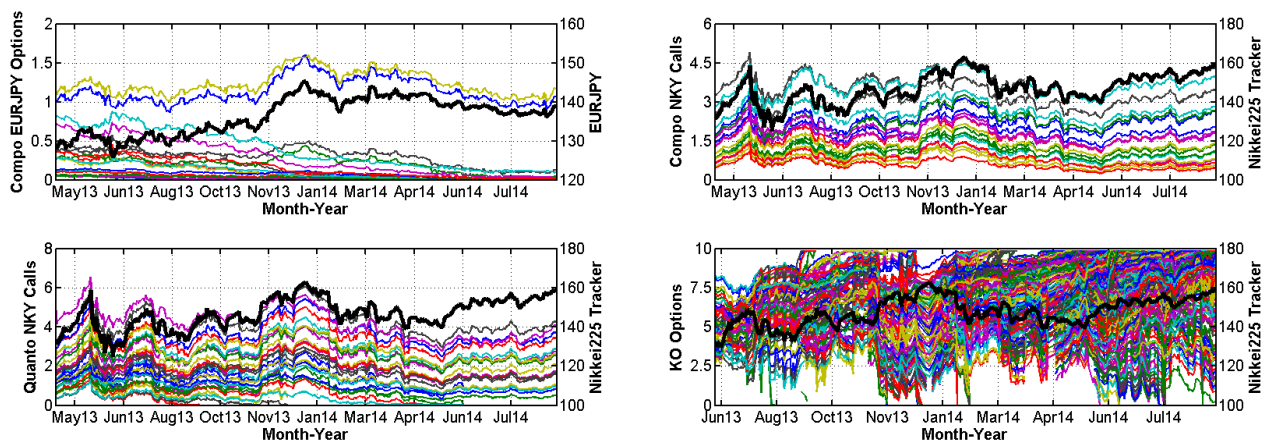 2
1.5
1
0.5
0
160
150
140
130
120
Compo EURJPY Options
EURJPY
May13 Jun13 Aug13 Oct13 Nov13 Jan14 Mar14 Apr14 Jun14 Jul14
Month-Year
6
4.5
3
1.5
0
180
160
140
120
100
Compo NKY Calls
Nikkei225 Tracker
May13 Jun13 Aug13 Oct13 Nov13 Jan14 Mar14 Apr14 Jun14 Jul14
Month-Year
8
6
4
2
0
180
160
140
120
100
Quanto NKY Calls
Nikkei225 Tracker
May13 Jun13 Aug13 Oct13 Nov13 Jan14 Mar14 Apr14 Jun14 Jul14
Month-Year
10
7.5
5
2.5
0
180
160
140
120
100
KO Options
Nikkei225 Tracker
Jun13 Aug13 Oct13 Nov13 Jan14 Mar14 Apr14 Jun14 Jul14
Month-Year